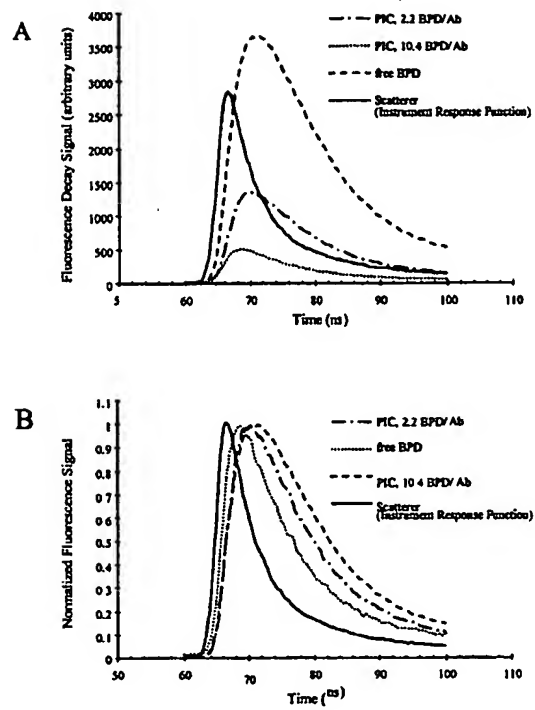 A
PIC, 2.2 BPD/Ab
PIC, 10.4 BPD/Ab
free BPD
Scatterer
(Instrument Response Function)
Fluorescence Decay Signal (arbitrary units)
4000
3500
3000
2500
2000
1500
1000
500
0
5 60 70 80 90 100 110
Time (ns)
B
PIC, 2.2 BPD/Ab
free BPD
PIC, 10.4 BPD/Ab
Scatterer
(Instrument Response Function)
Normalized Fluorescence Signal
1.1
1
0.9
0.8
0.7
0.6
0.5
0.4
0.3
0.2
0.1
0
50 60 70 80 90 100 110
Time (ns)